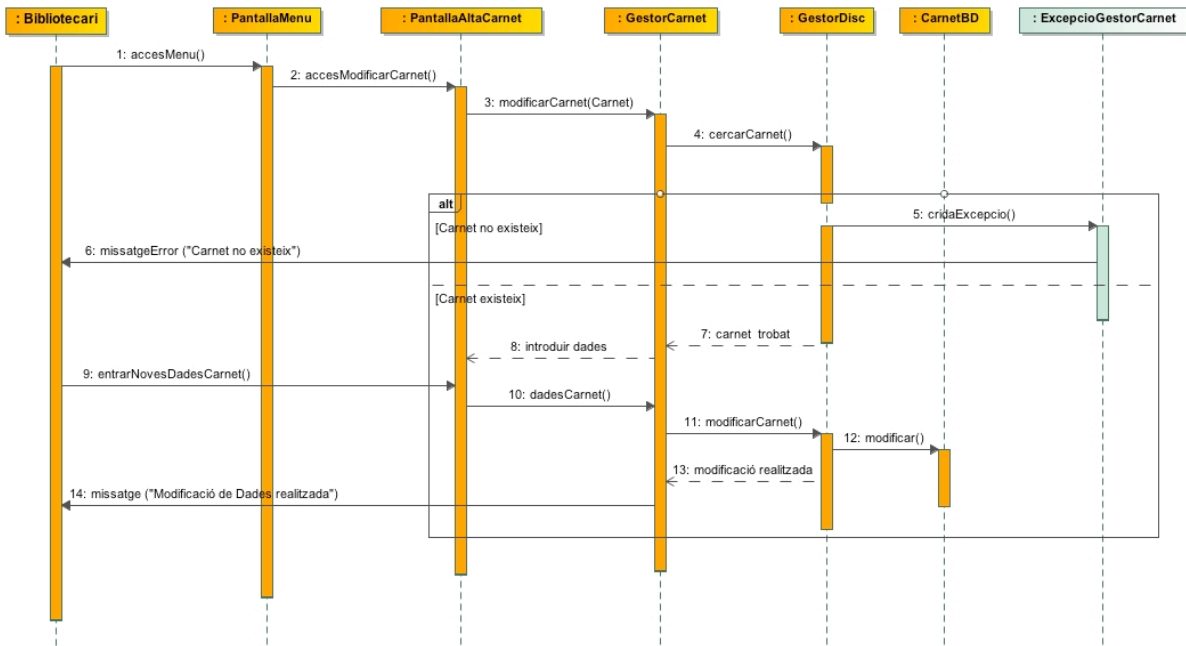 : Bibliotecari
: PantallaMenu
: PantallaAltaCarnet
: GestorCarnet
: GestorDisc
: CarnetBD
: ExcepcioGestorCarnet
1: accesMenu()
2: accesModificarCarnet()
3: modificarCarnet(Carnet)
4: cercarCarnet()
alt
5: cridaExcepcio()
[Carnet no existeix]
6: missatgeError ("Carnet no existeix")
[Carnet existeix]
7: carnet trobat
8: introduir dades
9: entrarNovesDadesCarnet()
10: dadesCarnet()
11: modificarCarnet()
12: modificar()
13: modificació realitzada
14: missatge ("Modificació de Dades realitzada")